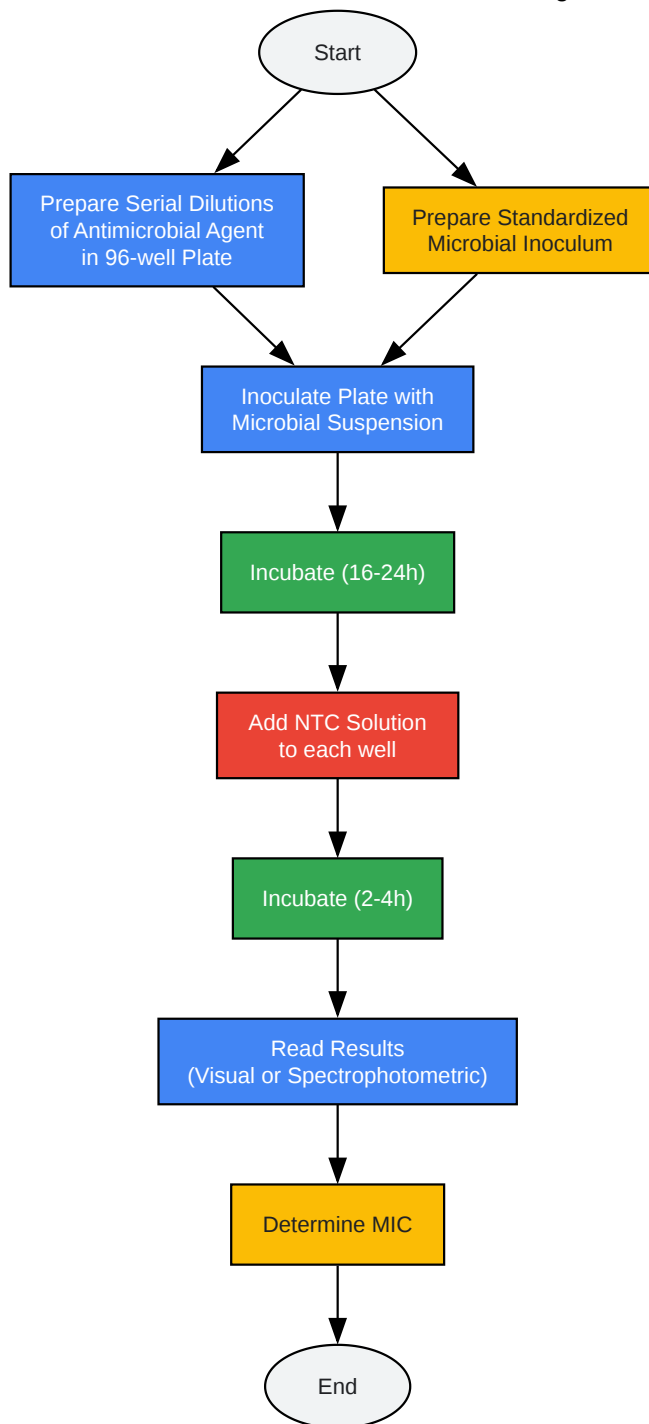 Start
Prepare Serial Dilutions
of Antimicrobial Agent
in 96-well Plate
Prepare Standardized
Microbial Inoculum
Inoculate Plate with
Microbial Suspension
Incubate (16-24h)
Add NTC Solution
to each well
Incubate (2-4h)
Read Results
(Visual or Spectrophotometric)
Determine MIC
End